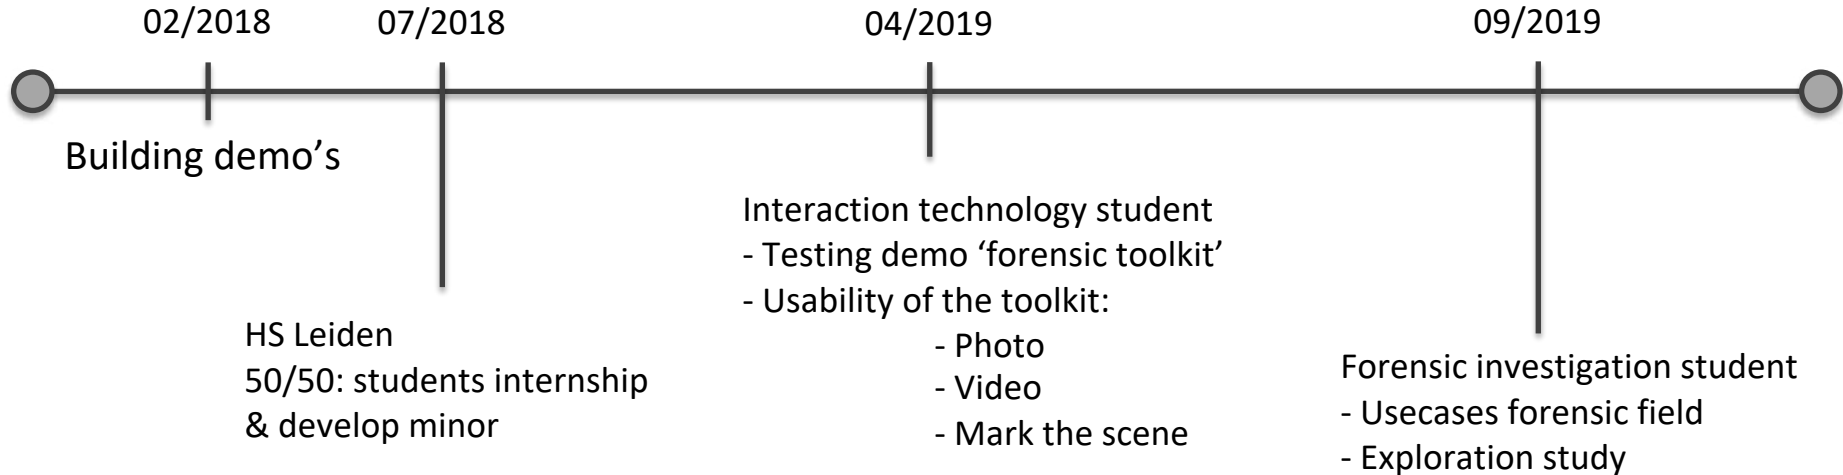 02/2018
07/2018
04/2019
09/2019
Building demo’s
HS Leiden
50/50: students internship
& develop minor
Interaction technology student
- Testing demo ‘forensic toolkit’
- Usability of the toolkit:
- Photo
- Video
- Mark the scene
Forensic investigation student
- Usecases forensic field
- Exploration study